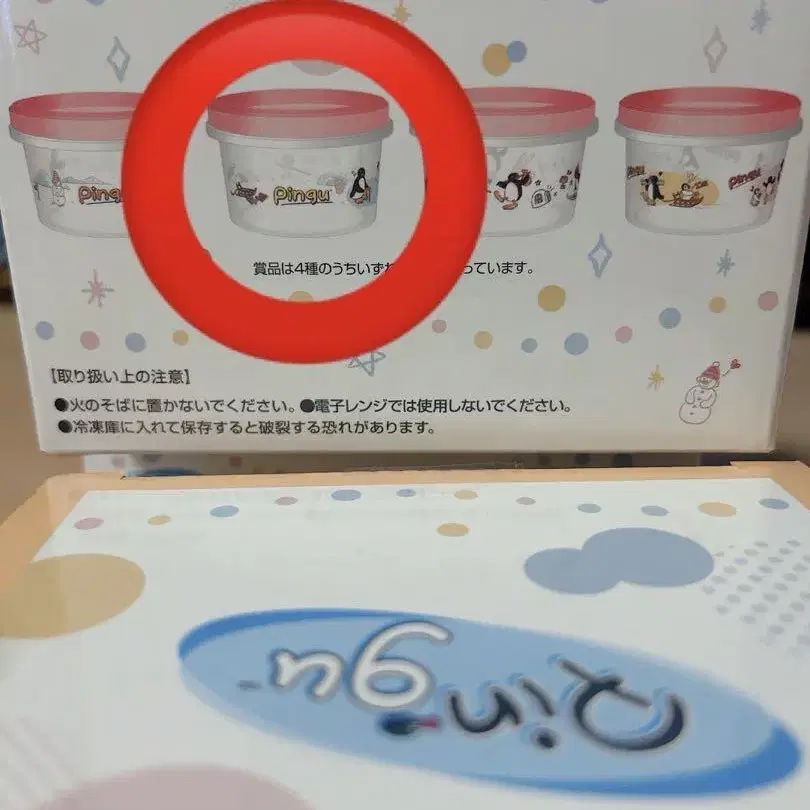 Pingu
Pingu
Pingu
賞品は4種のうちいず
っています。
【取り扱い上の注意】
●火のそばに置かないでください。●電子レンジでは使用しないでください。
●冷凍庫に入れて保存すると破裂する恐れがあります。
Pingu